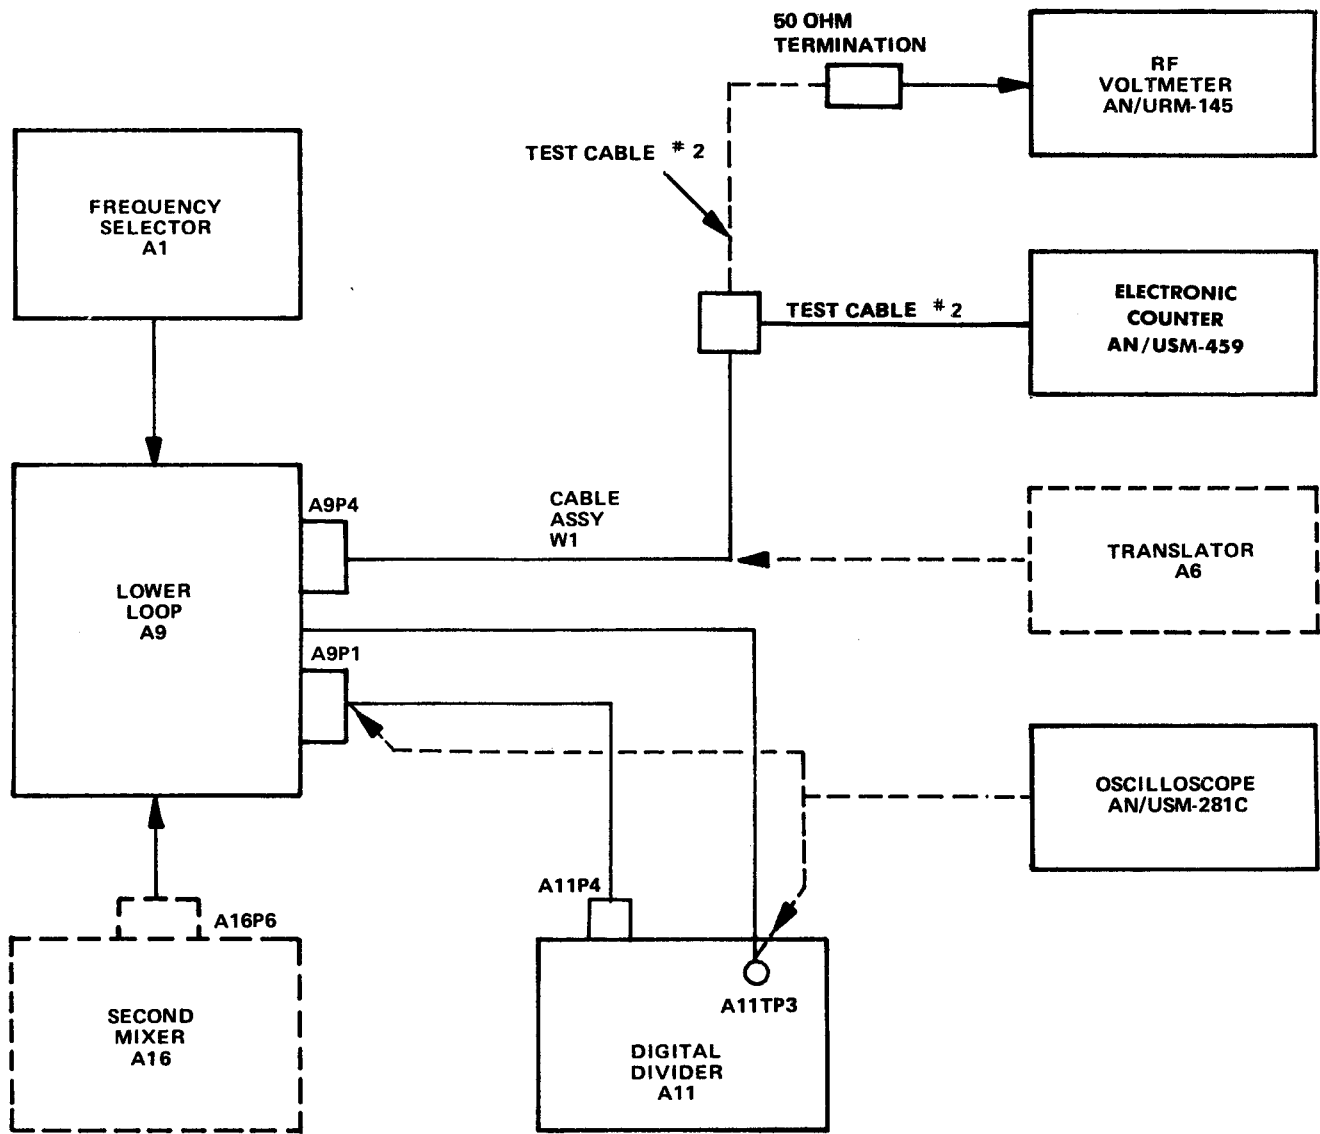 50 OHM
TERMINATION
RF
VOLTMETER
AN/URM-145
TEST CABLE # 2
FREQUENCY
SELECTOR
A1
TEST CABLE # 2
ELECTRONIC
COUNTER
AN/USM-459
A9P4
CABLE
ASSY
W1
TRANSLATOR
A6
LOWER
LOOP
A9
A9P1
OSCILLOSCOPE
AN/USM-281C
A11P4
A16P6
A11TP3
SECOND
MIXER
A16
DIGITAL
DIVIDER
A11